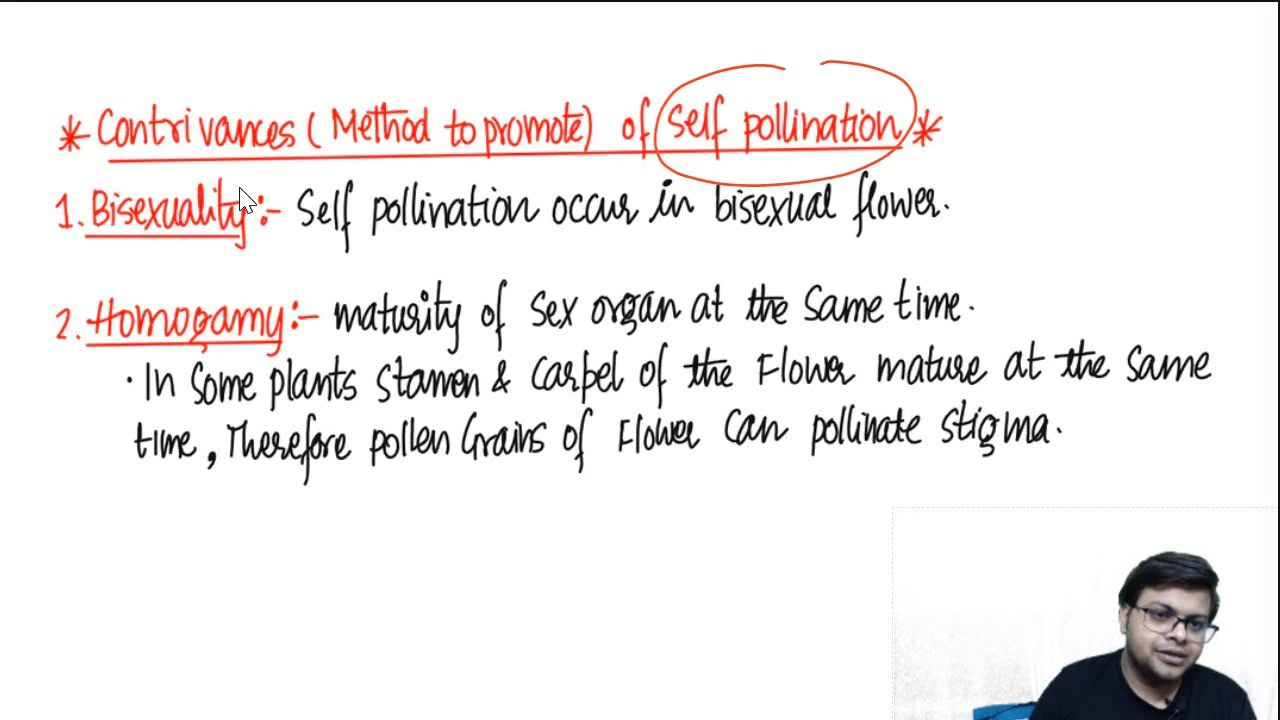 * Contrivances (Method to promote) of Self pollination *
1. Bisexuality :- Self pollination occur in bisexual flower.
2. Homogamy :- maturity of Sex organ at the Same time.
• In Some plants Stamen & Carpel of the Flower mature at the Same
time, Therefore pollen Grains of Flower Can pollinate stigma.